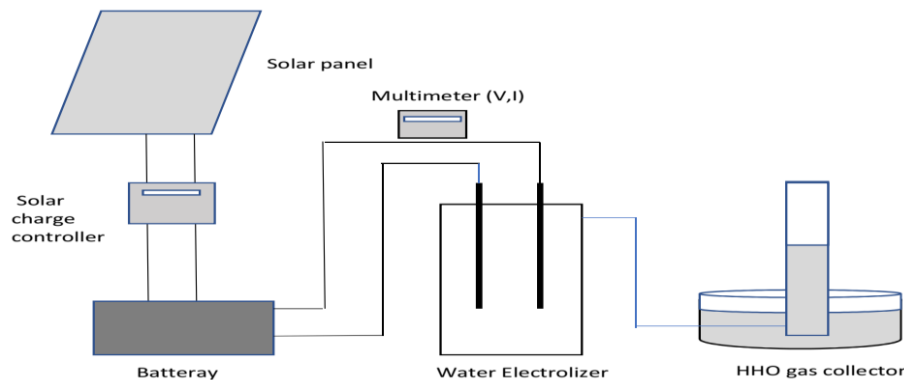 Solar panel
Multimeter (V,I)
Solar
charge
controller
Batteray
Water Electrolizer
HHO gas collector